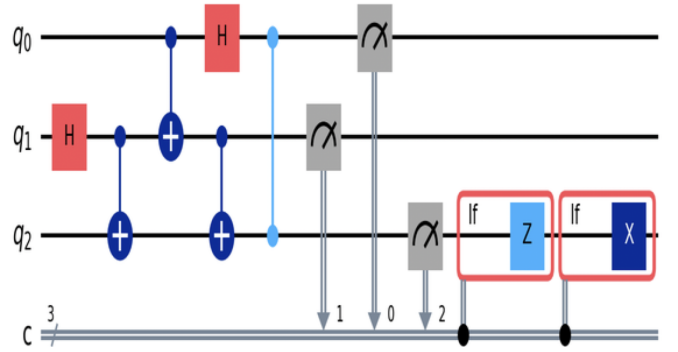 q₀ H
q₁ H
q₂ If Z If X
c 3 1 0 2